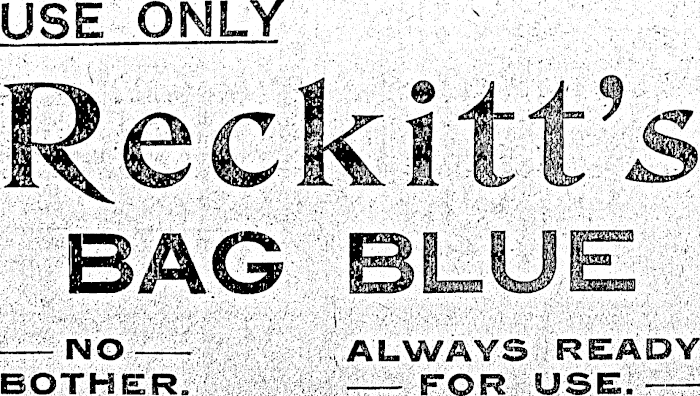 USE ONLY
Reckitt's
BAG BLUE
NO
BOTHER.
ALWAYS READY
FOR USE.